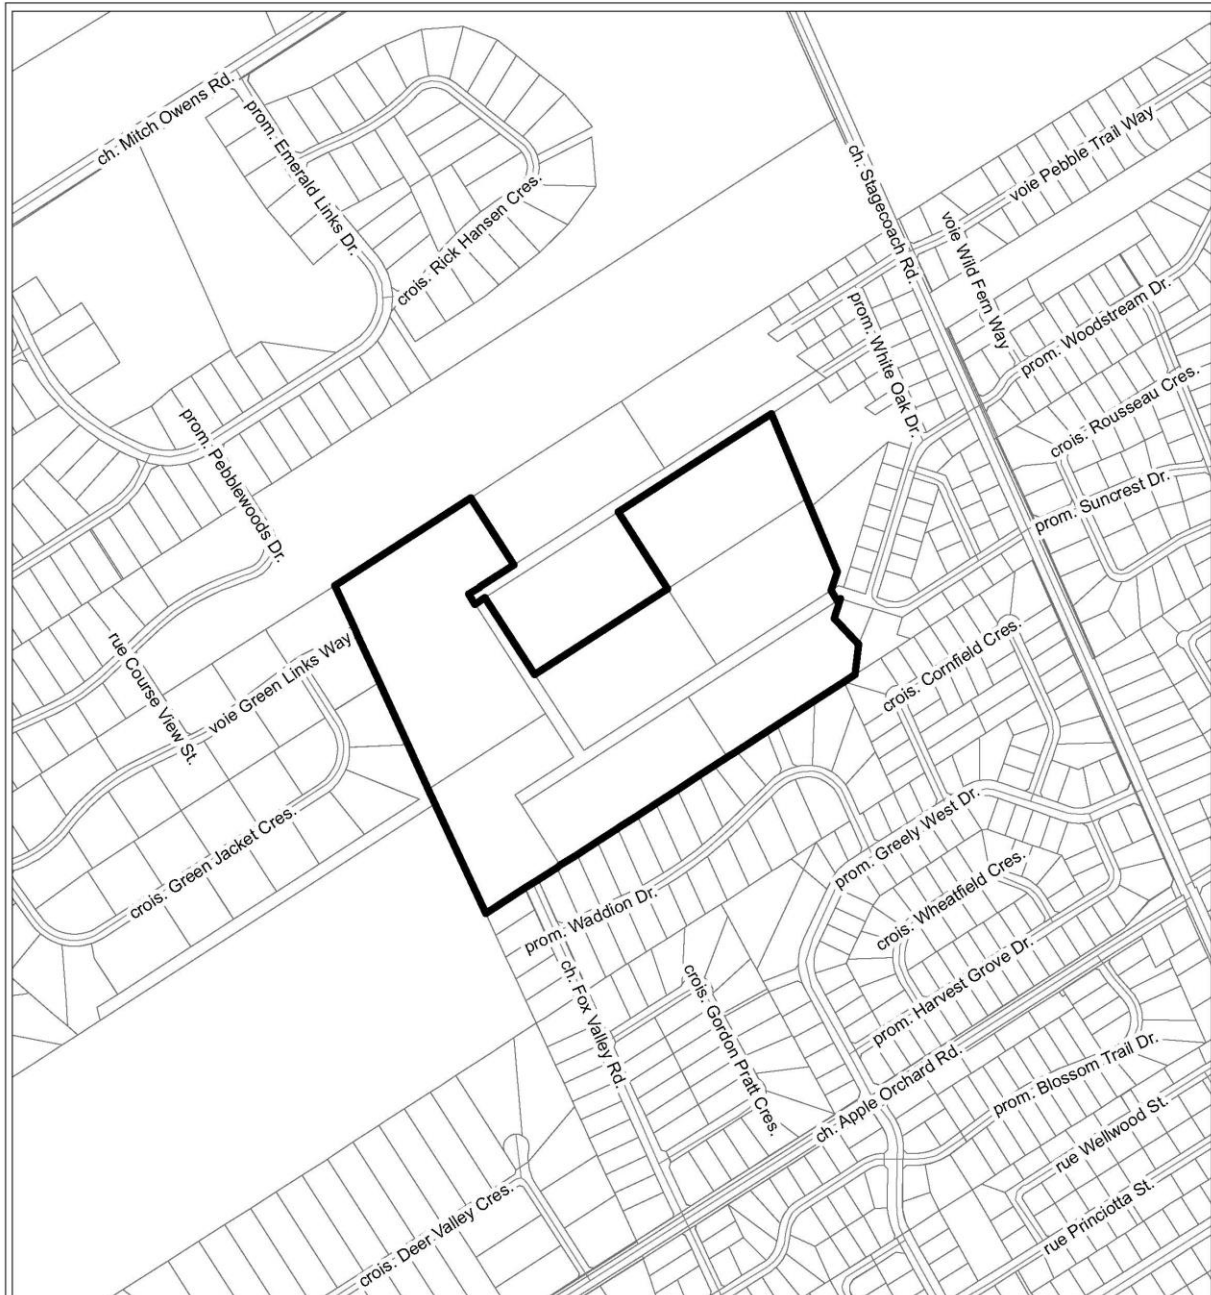 ch. Mitch Owens Rd.
prom. Emerald Links Dr.
crois. Rick Hansen Cres.
ch. Stagecoach Rd.
voie Pebble Trail Way
voie Wild Fern Way
prom. Woodstream Dr.
prom. White Oak Dr.
crois. Rousseau Cres.
prom. Suncrest Dr.
prom. Pebblewoods Dr.
rue Course View St.
voie Green Links Way
crois. Green Jacket Cres.
crois. Cornfield Cres.
prom. Greely West Dr.
prom. Waddion Dr.
crois. Wheatfield Cres.
prom. Harvest Grove Dr.
ch. Fox Valley Rd.
crois. Gordon Pratt Cres.
ch. Apple Orchard Rd.
prom. Blossom Trail Dr.
rue Wellwood St.
rue Princiotta St.
crois. Deer Valley Cres.